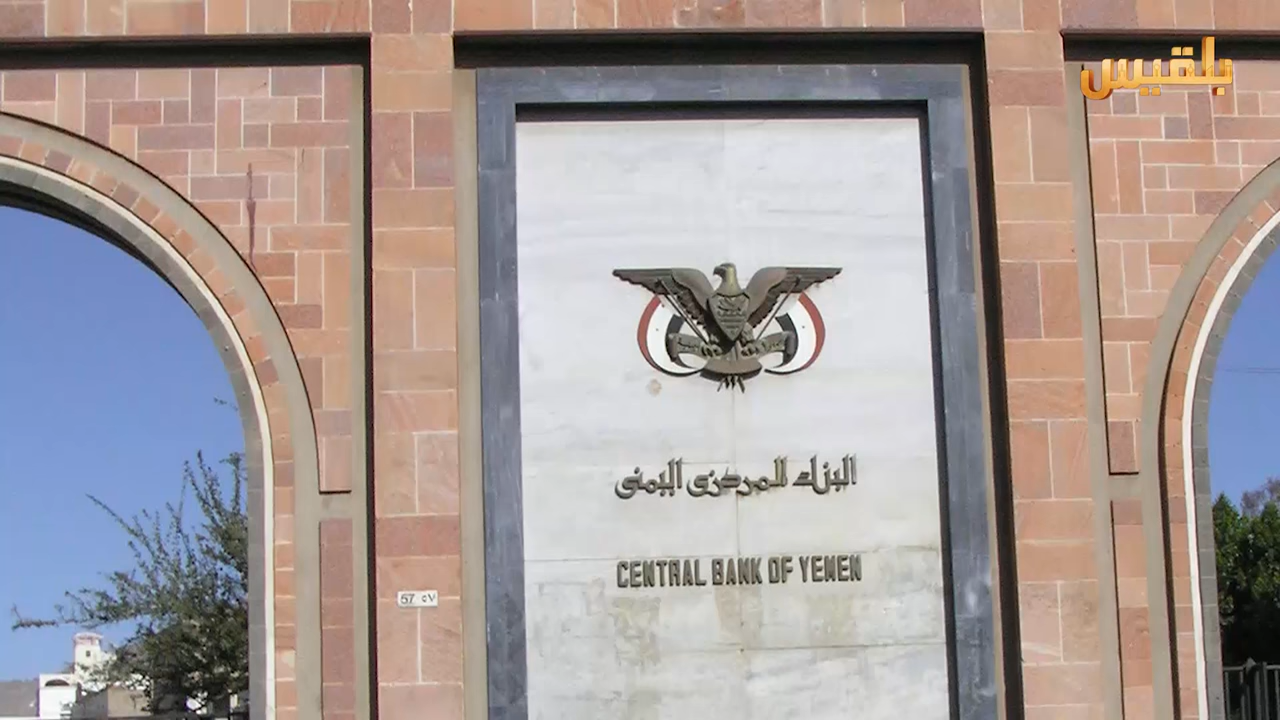 بلقيس
البنك المركزي اليمني
CENTRAL BANK OF YEMEN
57 ٥٧